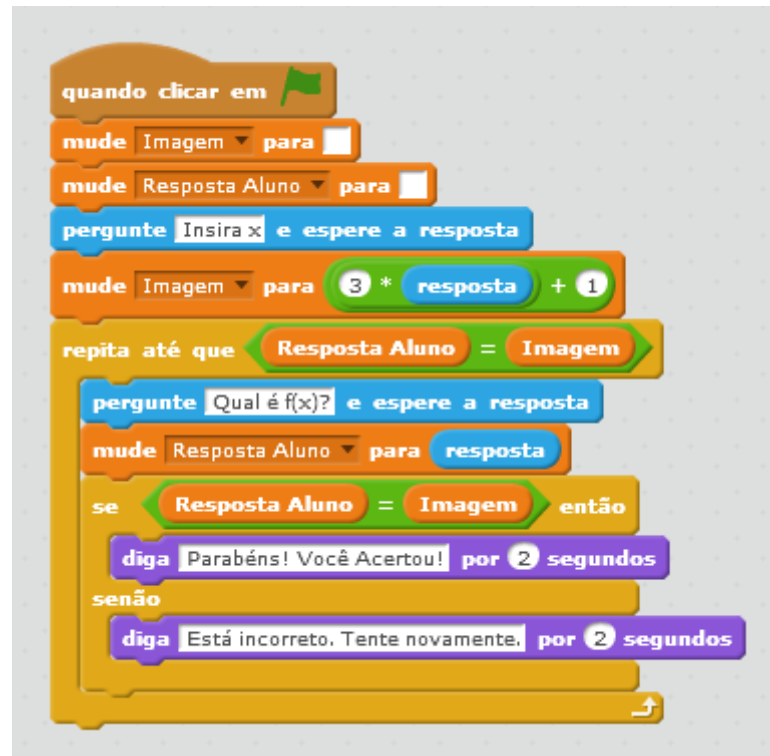 quando clicar em
mude Imagem para
mude Resposta Aluno para
pergunte Insira x e espere a resposta
mude Imagem para 3 * resposta + 1
repita até que Resposta Aluno = Imagem
pergunte Qual é f(x)? e espere a resposta
mude Resposta Aluno para resposta
se Resposta Aluno = Imagem então
diga Parabéns! Você Acertou! por 2 segundos
senão
diga Está incorreto. Tente novamente. por 2 segundos